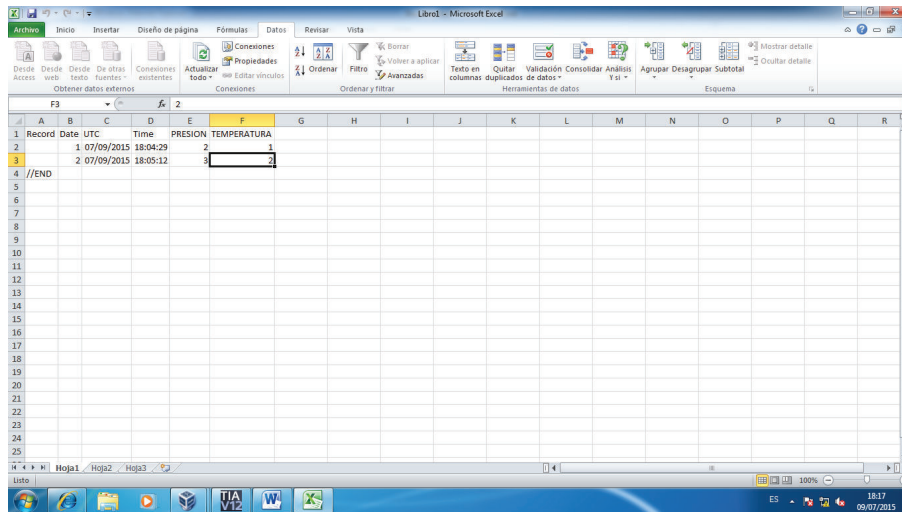 Libro1 - Microsoft Excel
Archivo Inicio Insertar Diseño de página Fórmulas Datos Revisar Vista
Desde Access
Desde web
Desde texto
De otras fuentes
Conexiones existentes
Obtener datos externos
Actualizar todo
Conexiones
Propiedades
Editar vínculos
Conexiones
Ordenar
Filtro
Borrar
Volver a aplicar
Avanzadas
Ordenar y filtrar
Texto en columnas
Quitar duplicados
Validación de datos
Consolidar
Análisis Y si
Herramientas de datos
Agrupar
Desagrupar
Subtotal
Mostrar detalle
Ocultar detalle
Esquema
F3 fx 2
A B C D E F G H I J K L M N O P Q R
1 Record Date UTC Time PRESION TEMPERATURA
2 1 07/09/2015 18:04:29 2 1
3 2 07/09/2015 18:05:12 3 2
4 //END
5
6
7
8
9
10
11
12
13
14
15
16
17
18
19
20
21
22
23
24
25
Hoja1 Hoja2 Hoja3
Listo 100%
TIA V12 W ES 18:17
09/07/2015